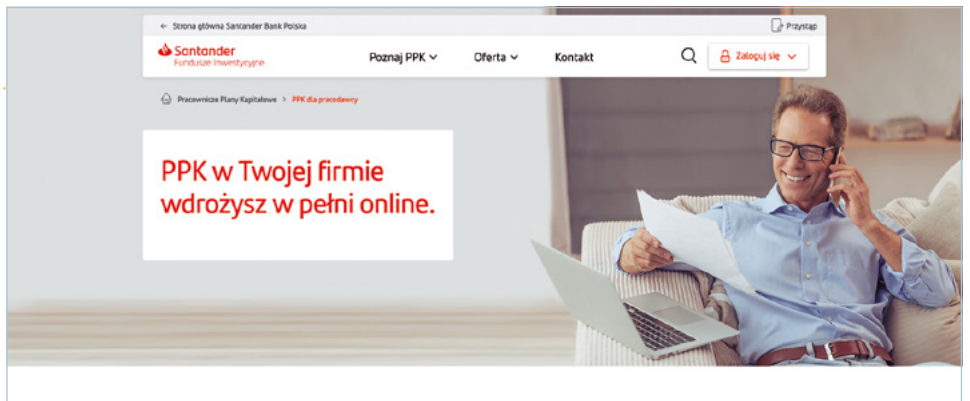 ← Strona główna Santander Bank Polska
Przystąp
Santander
Fundusze Inwestycyjne
Poznaj PPK
Oferta
Kontakt
Zaloguj się
Pracownicze Plany Kapitałowe > PPK dla pracodawcy
PPK w Twojej firmie
wdrożysz w pełni online.